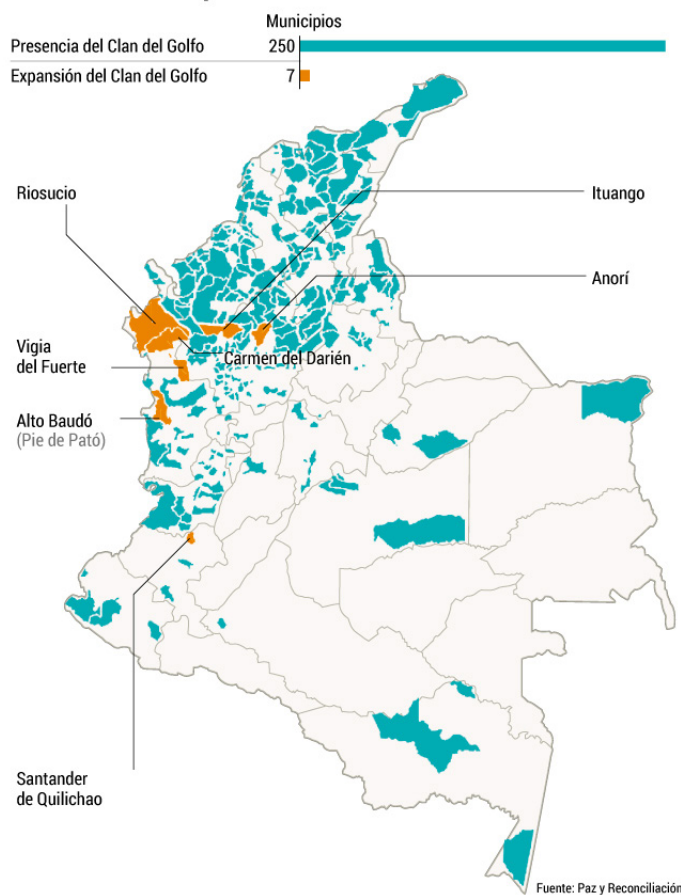 Municipios
Presencia del Clan del Golfo 250
Expansión del Clan del Golfo 7
Riosucio
Ituango
Anorí
Carmen del Darién
Vigia
del Fuerte
Alto Baudó
(Pie de Pató)
Santander
de Quilichao
Fuente: Paz y Reconciliación